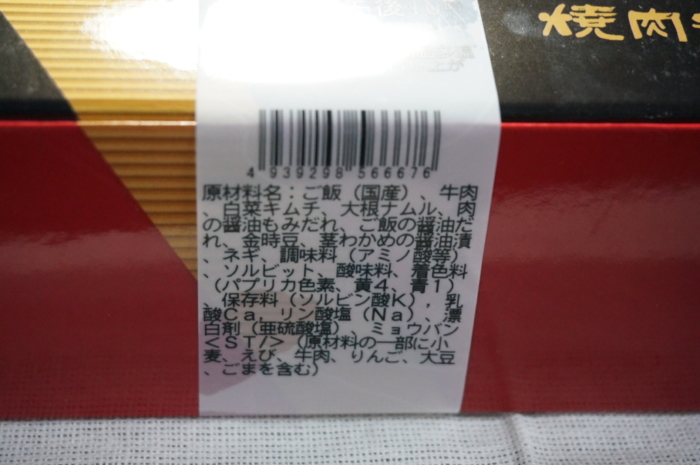 焼肉
4 939298 566676
原材料名：ご飯（国産）、牛肉
、白菜キムチ、大根ナムル、肉
の醤油もみだれ、ご飯の醤油だ
れ、金時豆、茎わかめの醤油漬
、ネギ、調味料（アミノ酸等）
、ソルビット、酸味料、着色料
（パプリカ色素、黄４、青１）
、保存料（ソルビン酸Ｋ），乳
酸Ｃａ，リン酸塩（Ｎａ）、漂
白剤（亜硫酸塩）、ミョウバン
＜ＳＴ／＞（原材料の一部に小
麦、えび、牛肉、りんご、大豆
、ごまを含む）